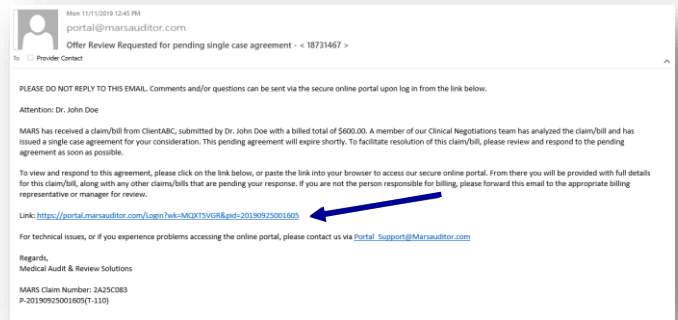 Mon 11/11/2019 12:45 PM
portal@marsauditor.com
Offer Review Requested for pending single case agreement - < 18731467 >
To Provider Contact
PLEASE DO NOT REPLY TO THIS EMAIL. Comments and/or questions can be sent via the secure online portal upon log in from the link below.
Attention: Dr. John Doe
MARS has received a claim/bill from ClientABC, submitted by Dr. John Doe with a billed total of $600.00. A member of our Clinical Negotiations team has analyzed the claim/bill and has
issued a single case agreement for your consideration. This pending agreement will expire shortly. To facilitate resolution of this claim/bill, please review and respond to the pending
agreement as soon as possible.
To view and respond to this agreement, please click on the link below, or paste the link into your browser to access our secure online portal. From there you will be provided with full details
for this claim/bill, along with any other claims/bills that are pending your response. If you are not the person responsible for billing, please forward this email to the appropriate billing
representative or manager for review.
Link: https://portal.marsauditor.com/Login?wk=MQXT5VGR&pid=20190925001605
For technical issues, or if you experience problems accessing the online portal, please contact us via Portal_Support@Marsauditor.com
Regards,
Medical Audit & Review Solutions
MARS Claim Number: 2A25C083
P-20190925001605(T-110)